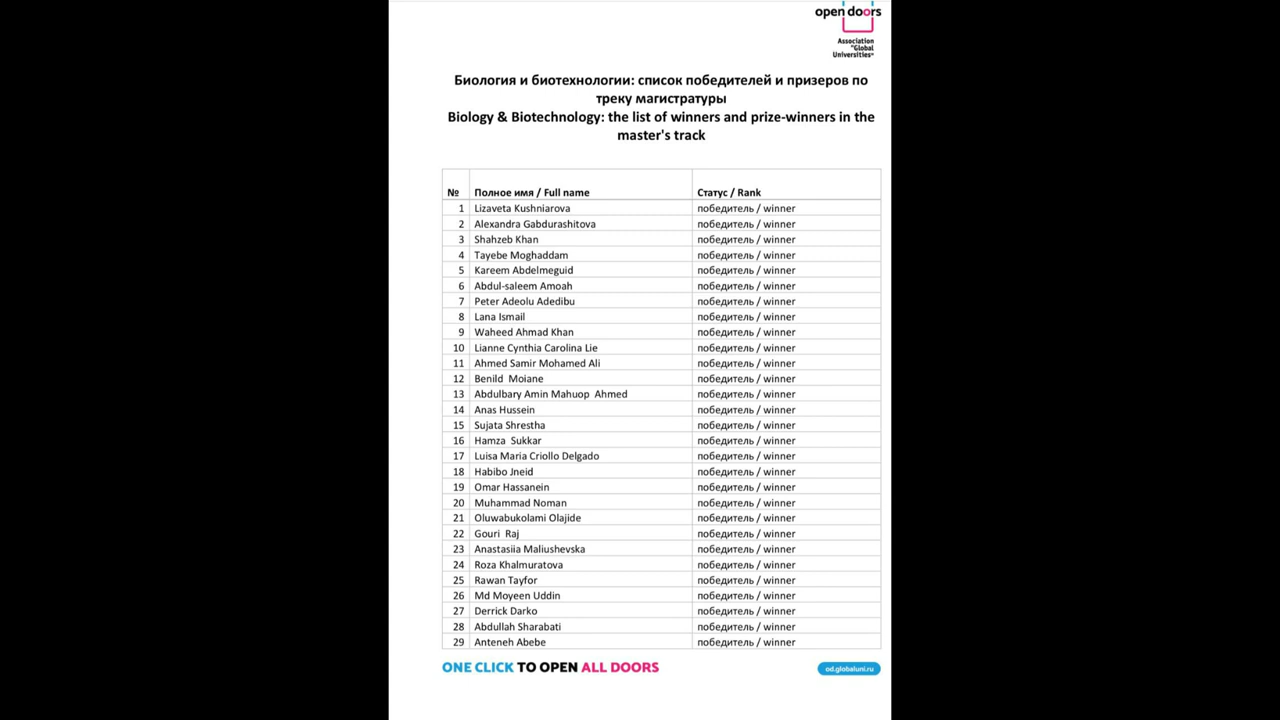 open doors
Association
"Global
Universities"
Биология и биотехнологии: список победителей и призеров по
треку магистратуры
Biology & Biotechnology: the list of winners and prize-winners in the
master's track
№ Полное имя / Full name Статус / Rank
1 Lizaveta Kushniarova победитель / winner
2 Alexandra Gabdurashitova победитель / winner
3 Shahzeb Khan победитель / winner
4 Tayebe Moghaddam победитель / winner
5 Kareem Abdelmeguid победитель / winner
6 Abdul-saleem Amoah победитель / winner
7 Peter Adeolu Adedibu победитель / winner
8 Lana Ismail победитель / winner
9 Waheed Ahmad Khan победитель / winner
10 Lianne Cynthia Carolina Lie победитель / winner
11 Ahmed Samir Mohamed Ali победитель / winner
12 Benild  Moiane победитель / winner
13 Abdulbary Amin Mahuop  Ahmed победитель / winner
14 Anas Hussein победитель / winner
15 Sujata Shrestha победитель / winner
16 Hamza  Sukkar победитель / winner
17 Luisa Maria Criollo Delgado победитель / winner
18 Habibo Jneid победитель / winner
19 Omar Hassanein победитель / winner
20 Muhammad Noman победитель / winner
21 Oluwabukolami Olajide победитель / winner
22 Gouri  Raj победитель / winner
23 Anastasiia Maliushevska победитель / winner
24 Roza Khalmuratova победитель / winner
25 Rawan Tayfor победитель / winner
26 Md Moyeen Uddin победитель / winner
27 Derrick Darko победитель / winner
28 Abdullah Sharabati победитель / winner
29 Anteneh Abebe победитель / winner
ONE CLICK TO OPEN ALL DOORS od.globaluni.ru